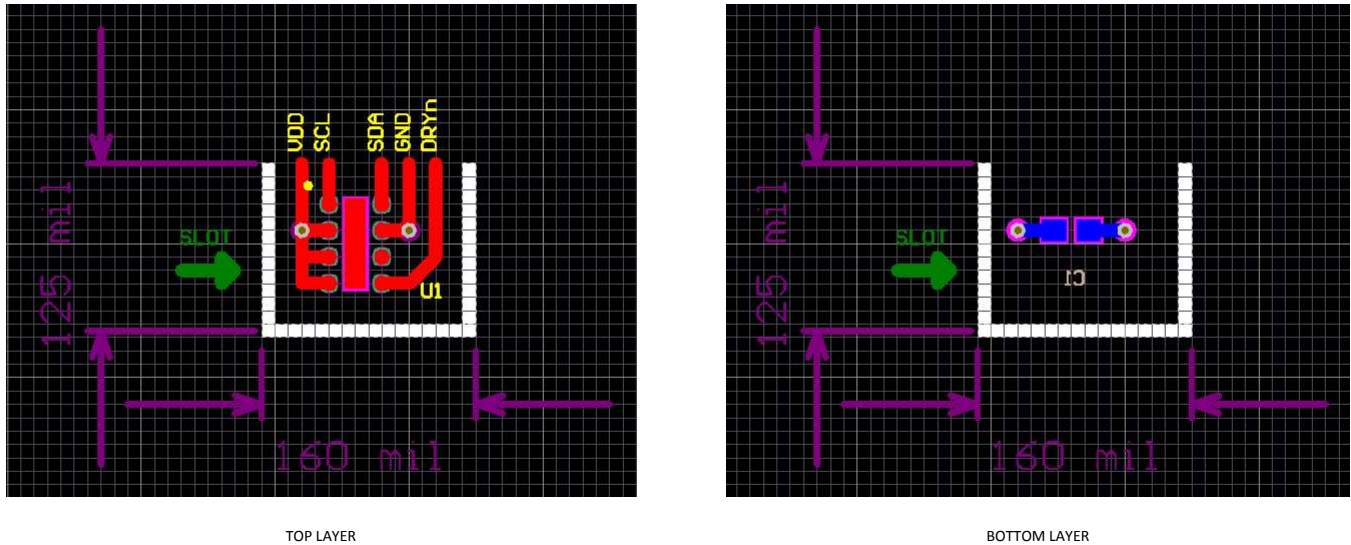 VDD
SCL
SDA
GND
DRYn
SLOT
125 mil
U1
160 mil
TOP LAYER
SLOT
125 mil
C1
160 mil
BOTTOM LAYER